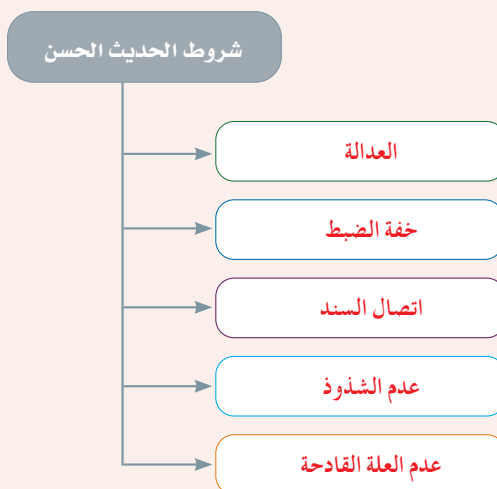 شروط الحديث الحسن
العدالة
خفة الضبط
اتصال السند
عدم الشذوذ
عدم العلة القادحة